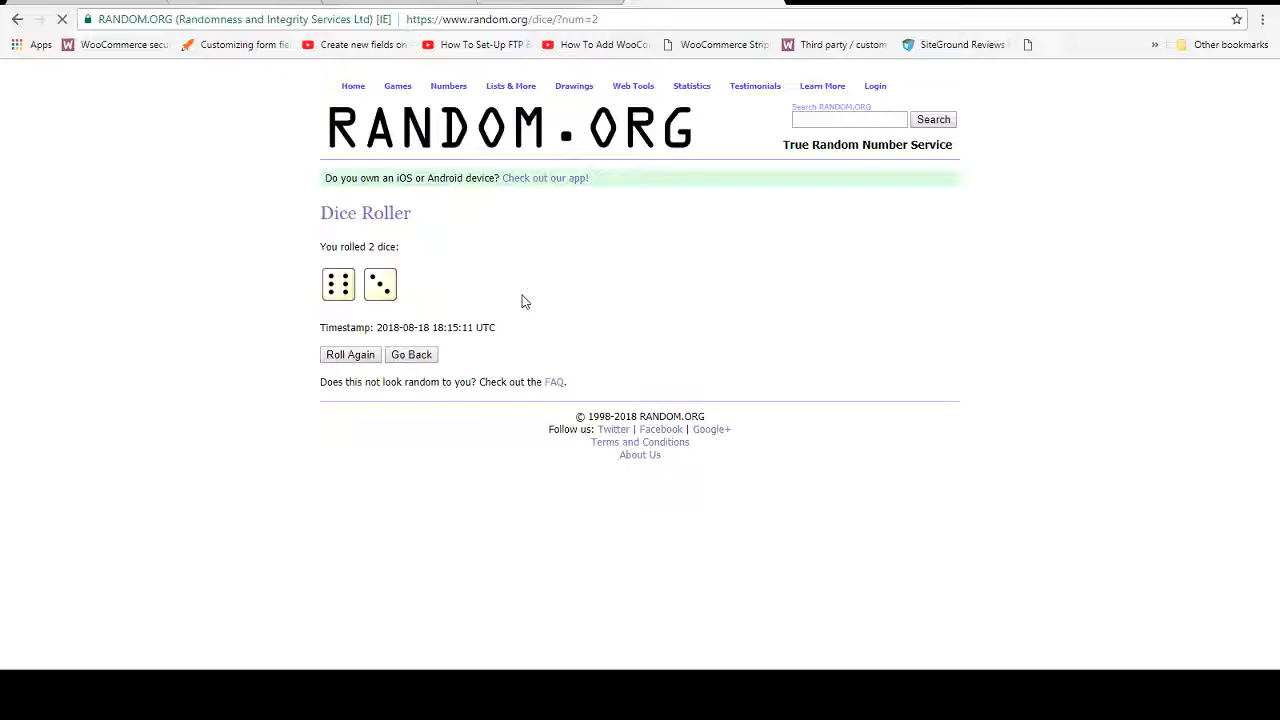 RANDOM.ORG (Randomness and Integrity Services Ltd) [IE] https://www.random.org/dice/?num=2
Apps WooCommerce secu Customizing form fie Create new fields on How To Set-Up FTP & How To Add WooCo WooCommerce Strip Third party / custom SiteGround Reviews » Other bookmarks
Home Games Numbers Lists & More Drawings Web Tools Statistics Testimonials Learn More Login
Search RANDOM.ORG
RANDOM.ORG
Search
True Random Number Service
Do you own an iOS or Android device? Check out our app!
Dice Roller
You rolled 2 dice:
Timestamp: 2018-08-18 18:15:11 UTC
Roll Again Go Back
Does this not look random to you? Check out the FAQ.
© 1998-2018 RANDOM.ORG
Follow us: Twitter | Facebook | Google+
Terms and Conditions
About Us